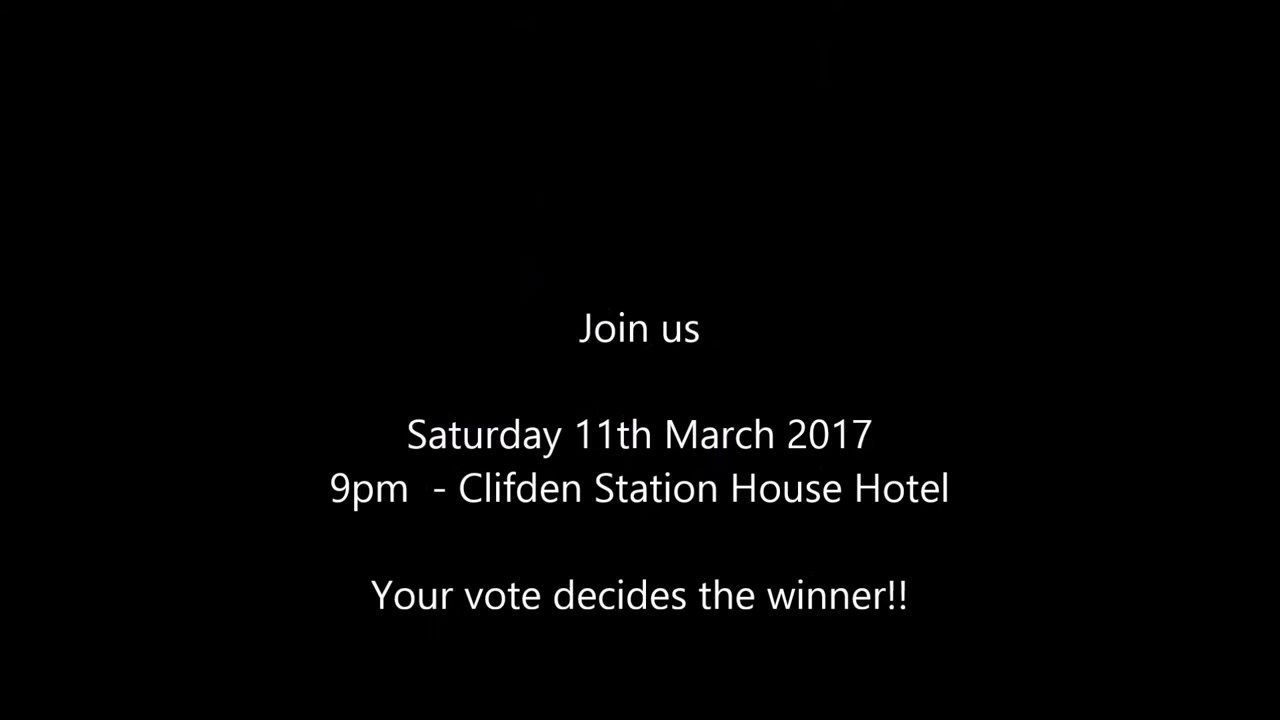 Join us
Saturday 11th March 2017
9pm  - Clifden Station House Hotel
Your vote decides the winner!!